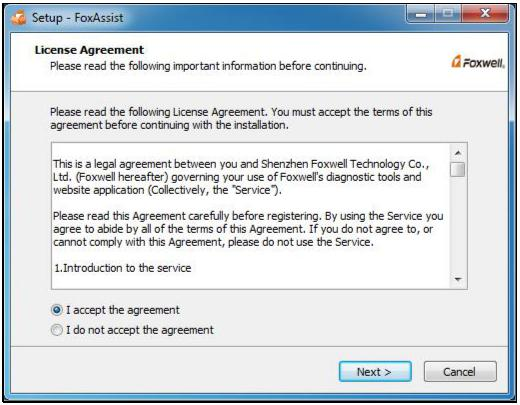 Setup - FoxAssist
License Agreement
Please read the following important information before continuing.
Foxwell.
Please read the following License Agreement. You must accept the terms of this
agreement before continuing with the installation.
This is a legal agreement between you and Shenzhen Foxwell Technology Co.,
Ltd. (Foxwell hereafter) governing your use of Foxwell's diagnostic tools and
website application (Collectively, the "Service").
Please read this Agreement carefully before registering. By using the Service you
agree to abide by all of the terms of this Agreement. If you do not agree to, or
cannot comply with this Agreement, please do not use the Service.
1.Introduction to the service
I accept the agreement
I do not accept the agreement
Next >
Cancel